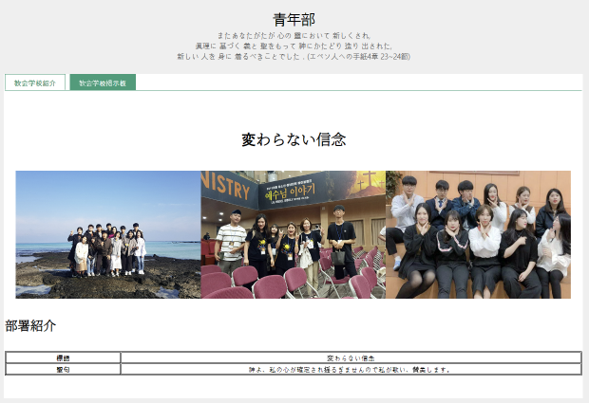 青年部
またあなたがたが 心の 霊において 新しくされ,
真理に 基づく 義と 聖をもって 神にかたどり 造り 出された,
新しい 人を 身に 着るべきことでした . (エペソ人への手紙4章 23~24節)
教会学校紹介 教会学校掲示板
変わらない信念
NISTRY
예수님 이야기
部署紹介
標語 変わらない信念
聖句 神よ、私の心が確定され揺るぎませんので私が歌い、賛美します。